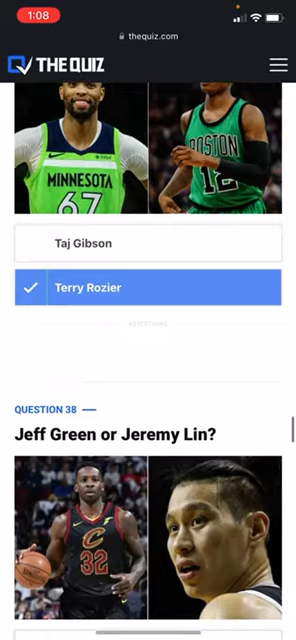 1:08
thequiz.com
THE QUIZ
MINNESOTA
67
BOSTON
12
Taj Gibson
Terry Rozier
ADVERTISING
QUESTION 38
Jeff Green or Jeremy Lin?
C
32